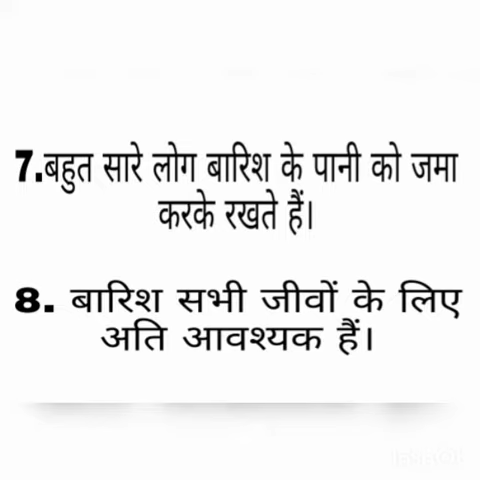 7.बहुत सारे लोग बारिश के पानी को जमा
करके रखते हैं।
8. बारिश सभी जीवों के लिए
अति आवश्यक हैं।